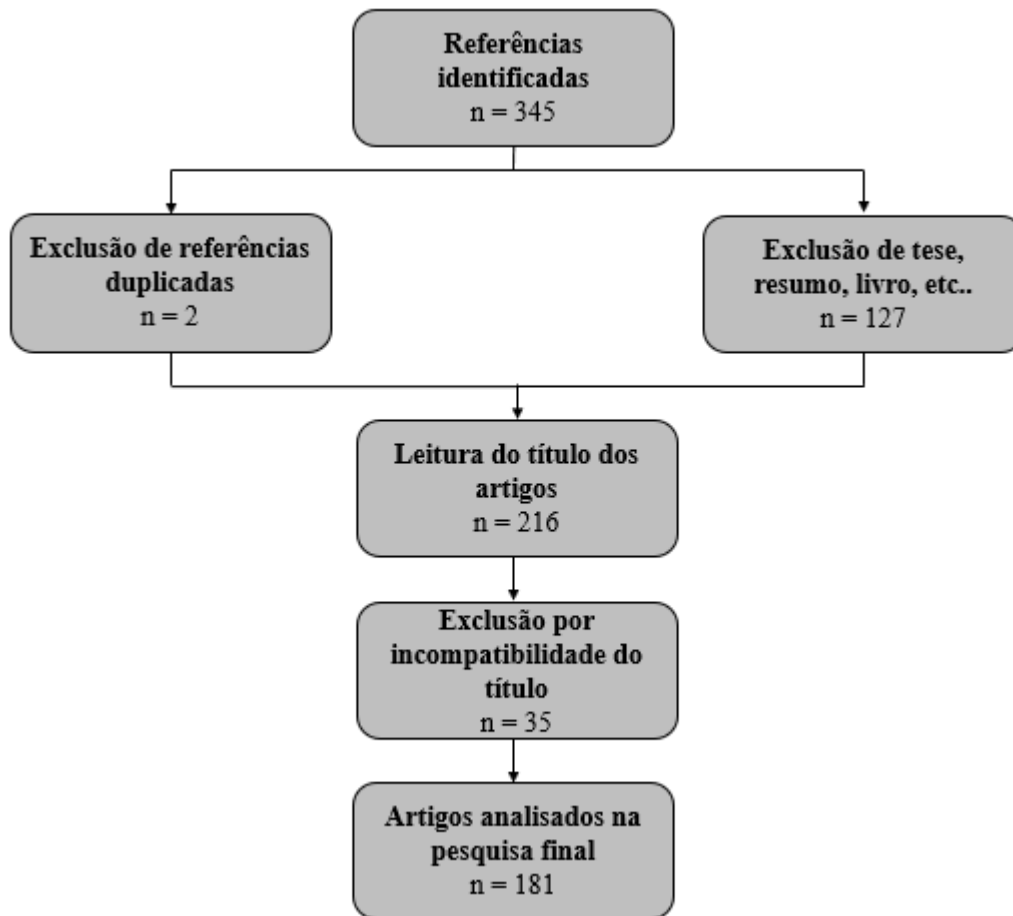 Referências
identificadas
n = 345
Exclusão de referências
duplicadas
n = 2
Exclusão de tese,
resumo, livro, etc..
n = 127
Leitura do título dos
artigos
n = 216
Exclusão por
incompatibilidade do
título
n = 35
Artigos analisados na
pesquisa final
n = 181